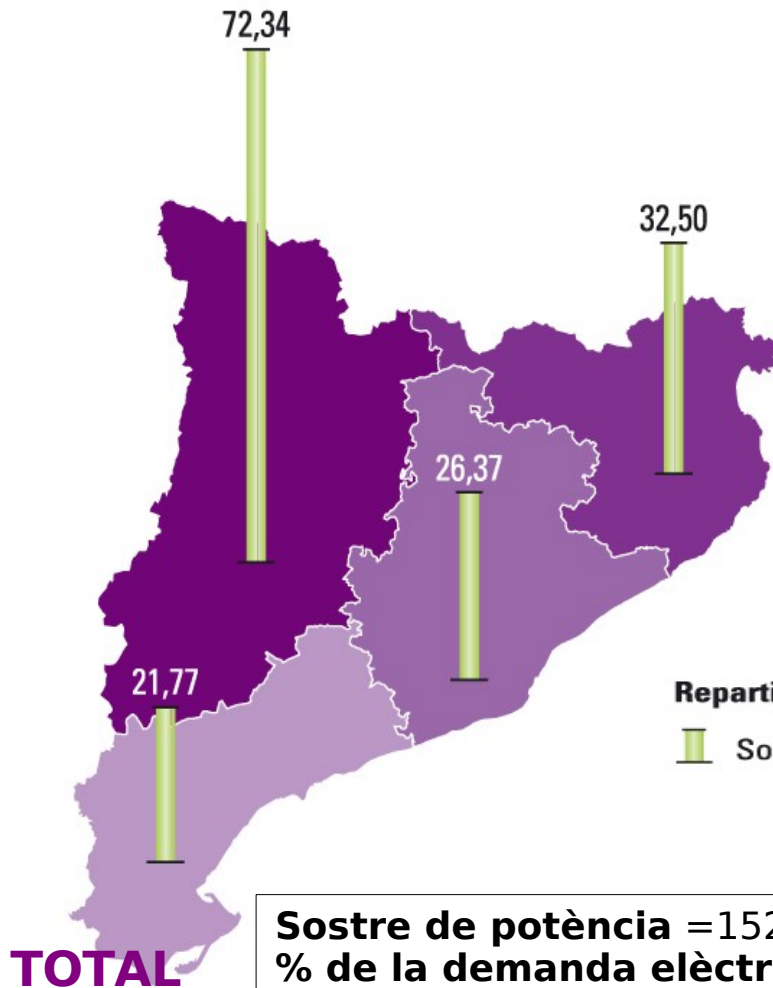 72,34
32,50
26,37
21,77
Reparti
So
TOTAL
Sostre de potència =152
% de la demanda elèctr